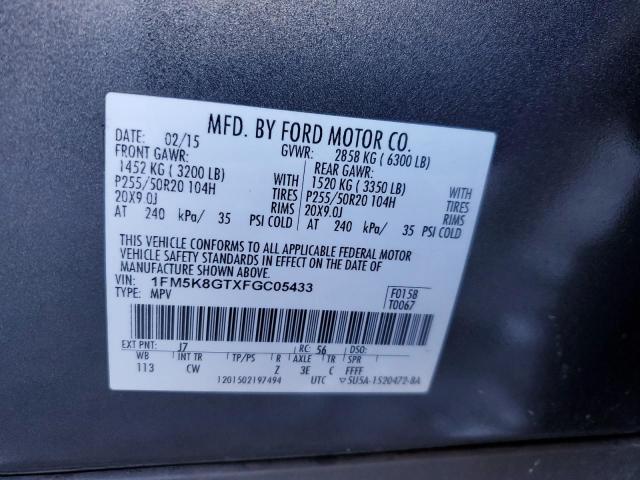 MFD. BY FORD MOTOR CO.
DATE: 02/15 GVWR: 2858 KG ( 6300 LB)
FRONT GAWR: REAR GAWR:
1452 KG ( 3200 LB) WITH 1520 KG ( 3350 LB) WITH
P255/50R20 104H TIRES P255/50R20 104H TIRES
20X9.0J RIMS 20X9.0J RIMS
AT 240 kPa/ 35 PSI COLD AT 240 kPa/ 35 PSI COLD
THIS VEHICLE CONFORMS TO ALL APPLICABLE FEDERAL MOTOR
VEHICLE SAFETY STANDARDS IN EFFECT ON THE DATE OF
MANUFACTURE SHOWN ABOVE.
VIN: 1FM5K8GTXFGC05433 F0158
TYPE: MPV T0067
EXT PNT: J7 RC: 56 DSO:
WB INT TR TP/PS R AXLE TR SPR
113 CW Z 3E C FFFF
1201502197494 UTC ▽5U5A-1520472-BA